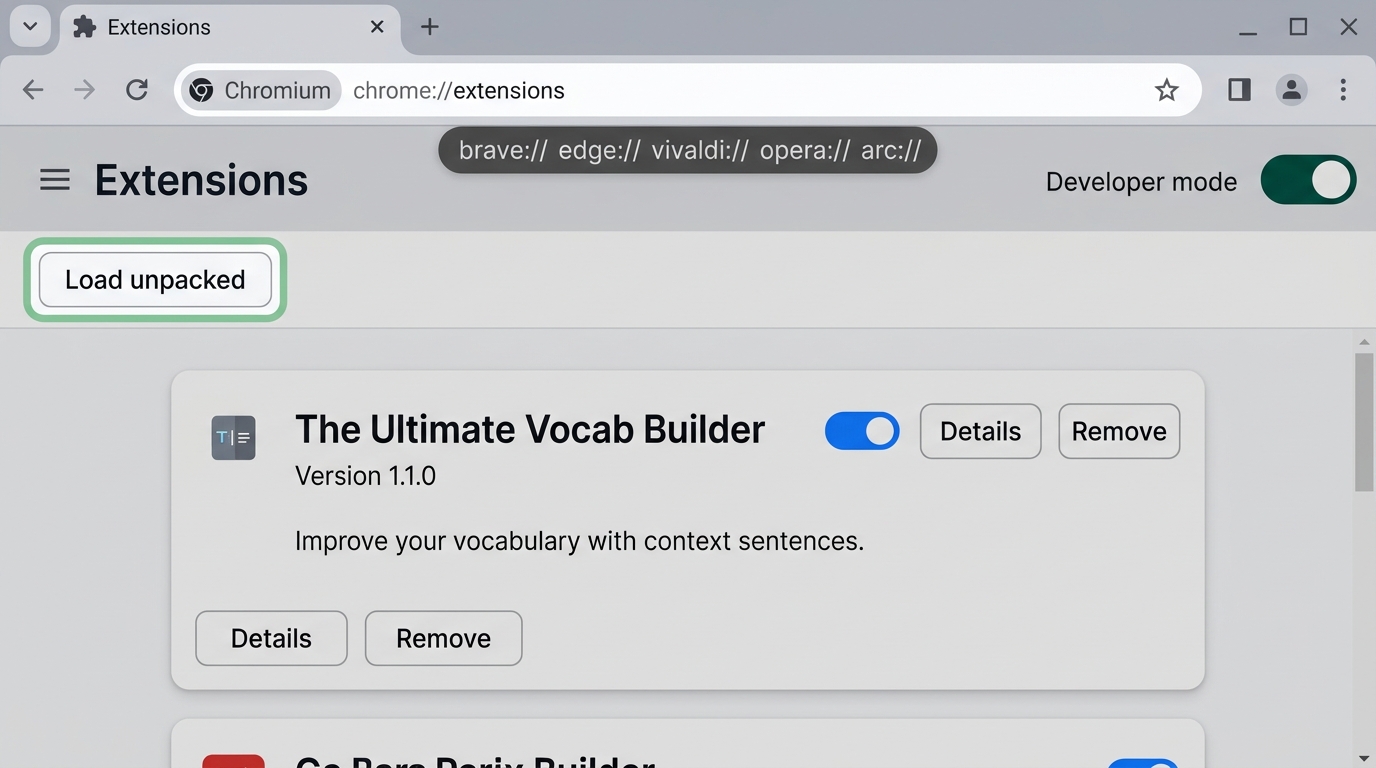 Extensions
Chromium chrome://extensions
brave:// edge:// vivaldi:// opera:// arc://
Extensions
Developer mode
Load unpacked
T
The Ultimate Vocab Builder
Details
Remove
Version 1.1.0
Improve your vocabulary with context sentences.
Details
Remove
Builder